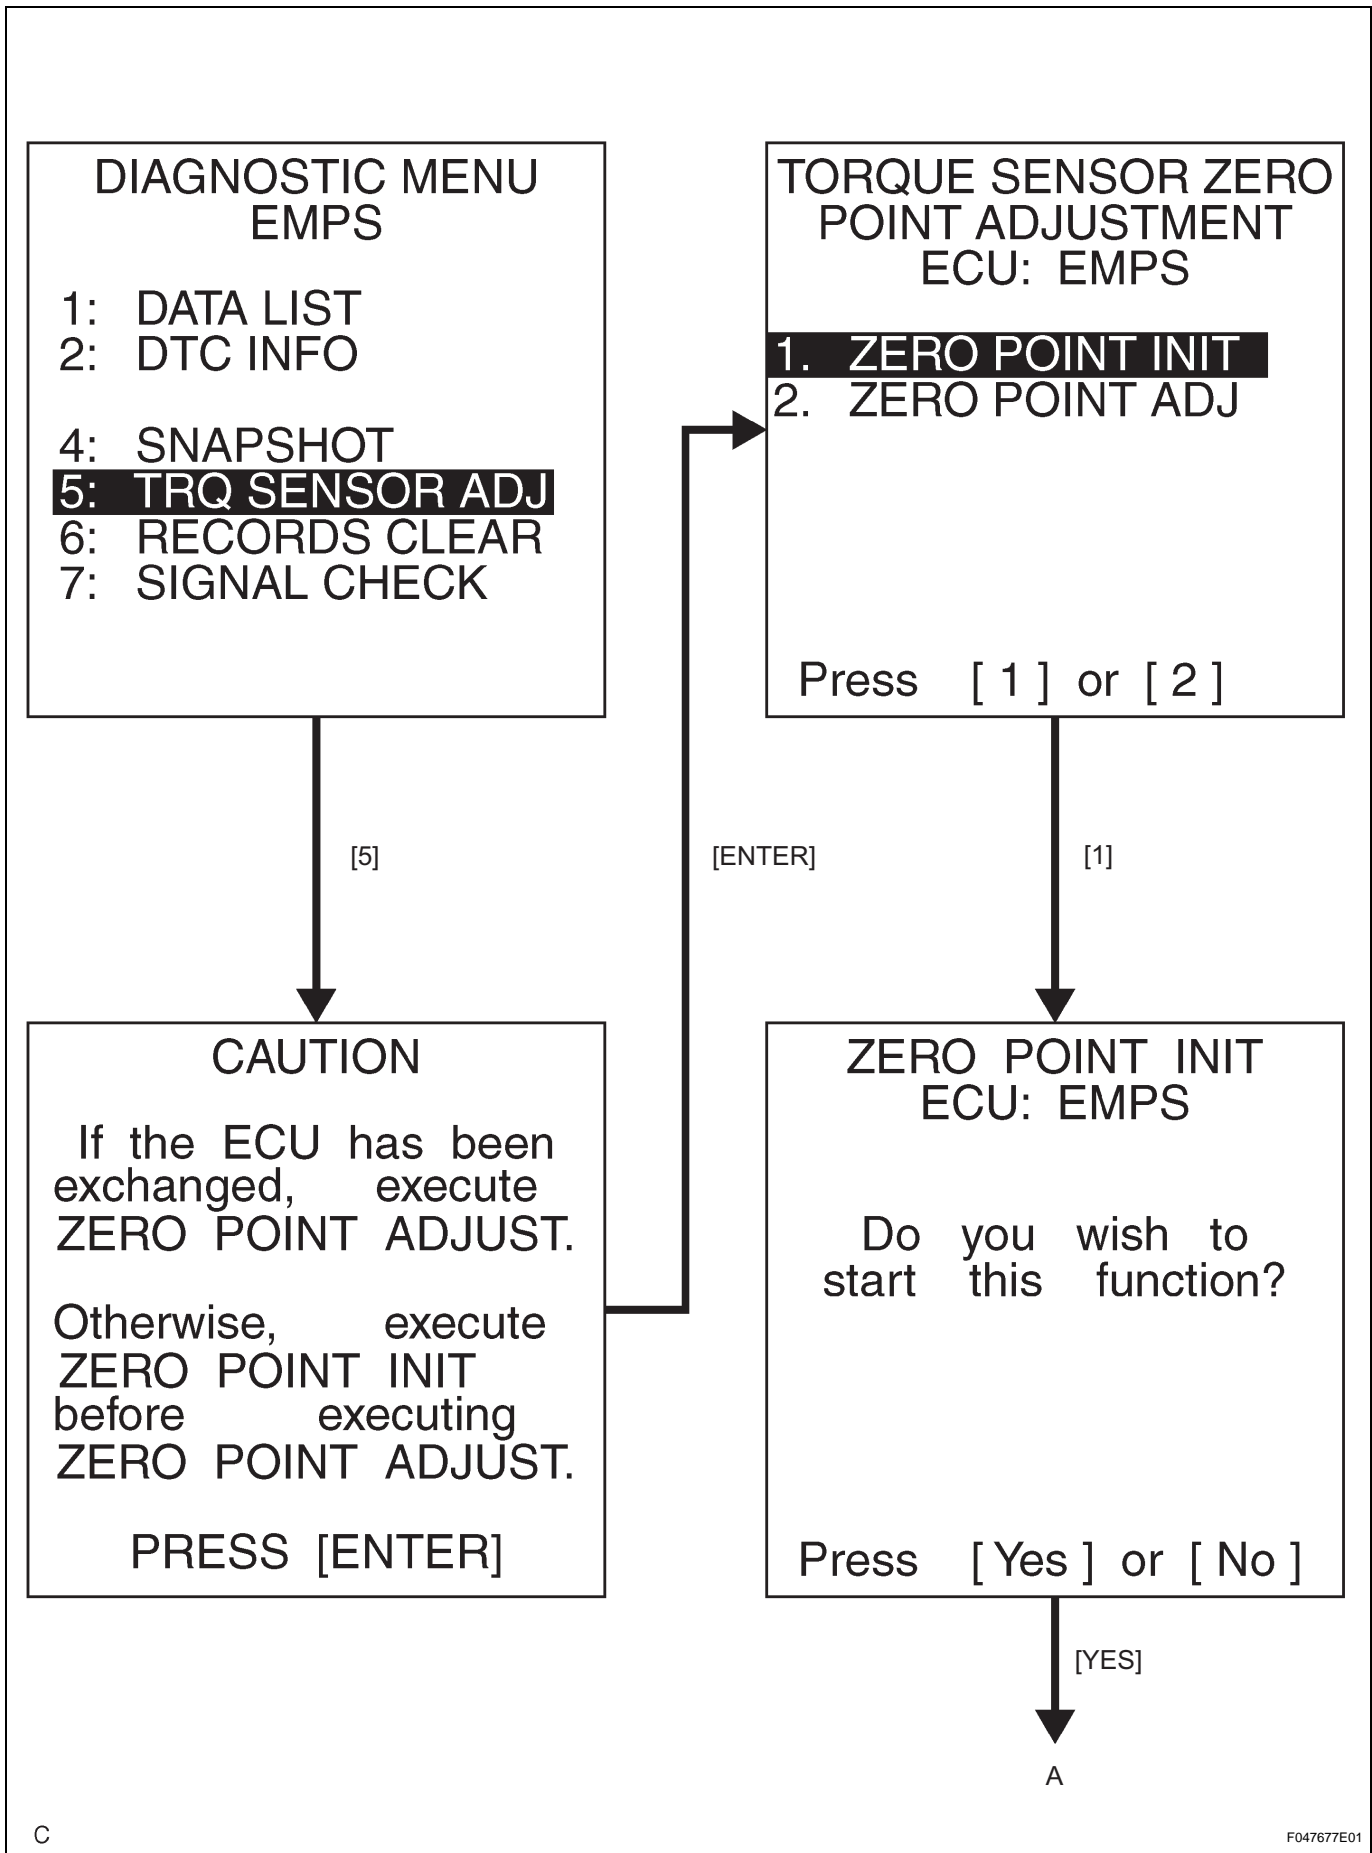 DIAGNOSTIC MENU
EMPS
1: DATA LIST
2: DTC INFO
4: SNAPSHOT
5: TRQ SENSOR ADJ
6: RECORDS CLEAR
7: SIGNAL CHECK
[5]
CAUTION
If the ECU has been
exchanged, execute
ZERO POINT ADJUST.
Otherwise, execute
ZERO POINT INIT
before executing
ZERO POINT ADJUST.
PRESS [ENTER]
[ENTER]
TORQUE SENSOR ZERO
POINT ADJUSTMENT
ECU: EMPS
1. ZERO POINT INIT
2. ZERO POINT ADJ
Press [ 1 ] or [ 2 ]
[1]
ZERO POINT INIT
ECU: EMPS
Do you wish to
start this function?
Press [ Yes ] or [ No ]
[YES]
A
C
F047677E01